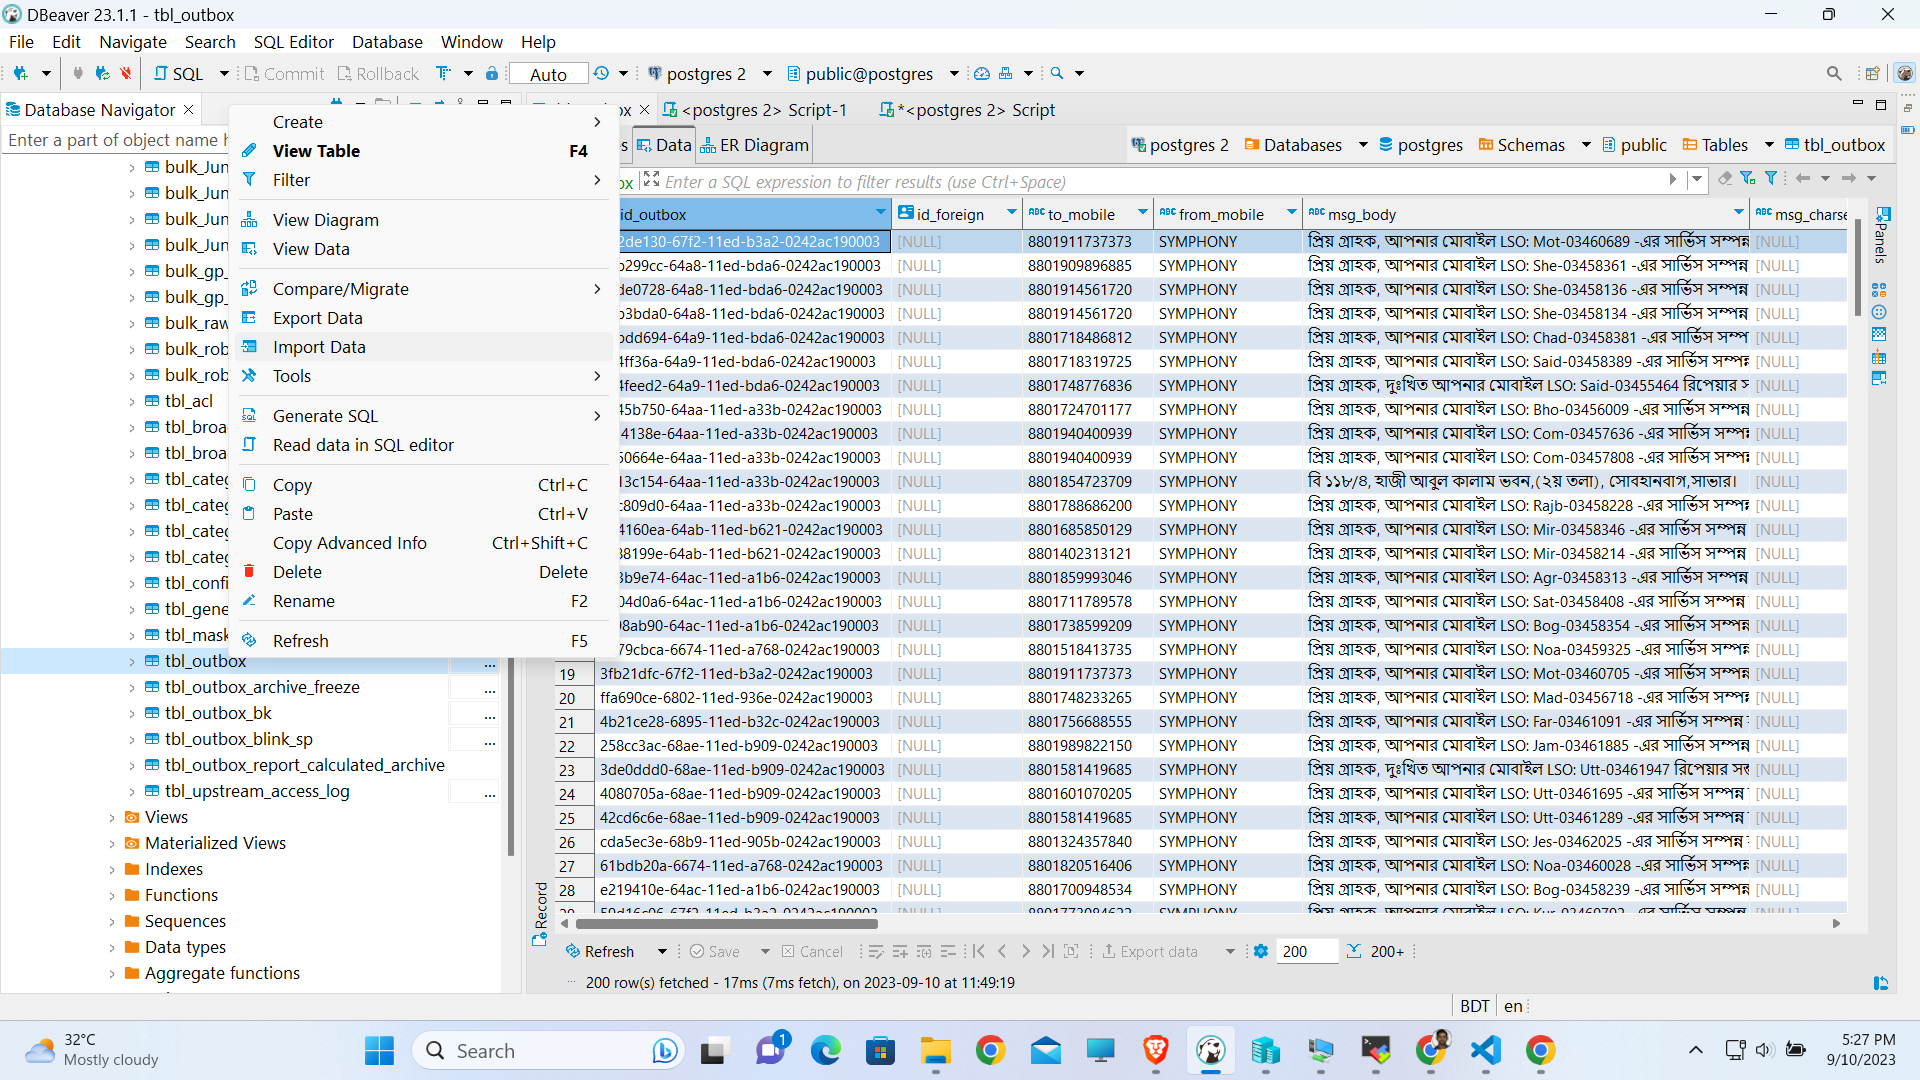 DBeaver 23.1.1 - tbl_outbox
File Edit Navigate Search SQL Editor Database Window Help
SQL Commit Rollback Auto postgres 2 public@postgres
Database Navigator <postgres 2> Script-1 *<postgres 2> Script
Enter a part of object name
Data ER Diagram postgres 2 Databases postgres Schemas public Tables tbl_outbox
Enter a SQL expression to filter results (use Ctrl+Space)
Create
View Table F4
Filter
View Diagram
View Data
Compare/Migrate
Export Data
Import Data
Tools
Generate SQL
Read data in SQL editor
Copy Ctrl+C
Paste Ctrl+V
Copy Advanced Info Ctrl+Shift+C
Delete Delete
Rename F2
Refresh F5
bulk_Jun
bulk_Jun
bulk_Jun
bulk_Jun
bulk_gp_
bulk_gp_
bulk_raw
bulk_rob
bulk_rob
tbl_acl
tbl_broa
tbl_broa
tbl_categ
tbl_categ
tbl_categ
tbl_categ
tbl_confi
tbl_gene
tbl_mask
tbl_outbox ...
tbl_outbox_archive_freeze ...
tbl_outbox_bk ...
tbl_outbox_blink_sp ...
tbl_outbox_report_calculated_archive
tbl_upstream_access_log ...
Views
Materialized Views
Indexes
Functions
Sequences
Data types
Aggregate functions
id_outbox id_foreign to_mobile from_mobile msg_body msg_charse
2de130-67f2-11ed-b3a2-0242ac190003 [NULL] 8801911737373 SYMPHONY প্রিয় গ্রাহক, আপনার মোবাইল LSO: Mot-03460689 -এর সার্ভিস সম্পন্ন [NULL]
299cc-64a8-11ed-bda6-0242ac190003 [NULL] 8801909896885 SYMPHONY প্রিয় গ্রাহক, আপনার মোবাইল LSO: She-03458361 -এর সার্ভিস সম্পন্ন [NULL]
de0728-64a8-11ed-bda6-0242ac190003 [NULL] 8801914561720 SYMPHONY প্রিয় গ্রাহক, আপনার মোবাইল LSO: She-03458136 -এর সার্ভিস সম্পন্ন [NULL]
3bda0-64a8-11ed-bda6-0242ac190003 [NULL] 8801914561720 SYMPHONY প্রিয় গ্রাহক, আপনার মোবাইল LSO: She-03458134 -এর সার্ভিস সম্পন্ন [NULL]
dd694-64a9-11ed-bda6-0242ac190003 [NULL] 8801718486812 SYMPHONY প্রিয় গ্রাহক, আপনার মোবাইল LSO: Chad-03458381 -এর সার্ভিস সম্প [NULL]
4ff36a-64a9-11ed-bda6-0242ac190003 [NULL] 8801718319725 SYMPHONY প্রিয় গ্রাহক, আপনার মোবাইল LSO: Said-03458389 -এর সার্ভিস সম্পন্ন [NULL]
4feed2-64a9-11ed-bda6-0242ac190003 [NULL] 8801748776836 SYMPHONY প্রিয় গ্রাহক, দুঃখিত আপনার মোবাইল LSO: Said-03455464 রিপেয়ার স [NULL]
45b750-64aa-11ed-a33b-0242ac190003 [NULL] 8801724701177 SYMPHONY প্রিয় গ্রাহক, আপনার মোবাইল LSO: Bho-03456009 -এর সার্ভিস সম্পন্ন [NULL]
4138e-64aa-11ed-a33b-0242ac190003 [NULL] 8801940400939 SYMPHONY প্রিয় গ্রাহক, আপনার মোবাইল LSO: Com-03457636 -এর সার্ভিস সম্পন্ন [NULL]
50664e-64aa-11ed-a33b-0242ac190003 [NULL] 8801940400939 SYMPHONY প্রিয় গ্রাহক, আপনার মোবাইল LSO: Com-03457808 -এর সার্ভিস সম্পন্ন [NULL]
13c154-64aa-11ed-a33b-0242ac190003 [NULL] 8801854723709 SYMPHONY বি ১১৮/৪, হাজী আবুল কালাম ভবন,(২য় তলা), সোবহানবাগ,সাভার। [NULL]
c809d0-64aa-11ed-a33b-0242ac190003 [NULL] 8801788686200 SYMPHONY প্রিয় গ্রাহক, আপনার মোবাইল LSO: Rajb-03458228 -এর সার্ভিস সম্পন্ন [NULL]
4160ea-64ab-11ed-b621-0242ac190003 [NULL] 8801685850129 SYMPHONY প্রিয় গ্রাহক, আপনার মোবাইল LSO: Mir-03458346 -এর সার্ভিস সম্পন্ন [NULL]
38199e-64ab-11ed-b621-0242ac190003 [NULL] 8801402313121 SYMPHONY প্রিয় গ্রাহক, আপনার মোবাইল LSO: Mir-03458214 -এর সার্ভিস সম্পন্ন [NULL]
3b9e74-64ac-11ed-a1b6-0242ac190003 [NULL] 8801859993046 SYMPHONY প্রিয় গ্রাহক, আপনার মোবাইল LSO: Agr-03458313 -এর সার্ভিস সম্পন্ন [NULL]
04d0a6-64ac-11ed-a1b6-0242ac190003 [NULL] 8801711789578 SYMPHONY প্রিয় গ্রাহক, আপনার মোবাইল LSO: Sat-03458408 -এর সার্ভিস সম্পন্ন [NULL]
98ab90-64ac-11ed-a1b6-0242ac190003 [NULL] 8801738599209 SYMPHONY প্রিয় গ্রাহক, আপনার মোবাইল LSO: Bog-03458354 -এর সার্ভিস সম্পন্ন [NULL]
79cbca-6674-11ed-a768-0242ac190003 [NULL] 8801518413735 SYMPHONY প্রিয় গ্রাহক, আপনার মোবাইল LSO: Noa-03459325 -এর সার্ভিস সম্পন্ন [NULL]
19 3fb21dfc-67f2-11ed-b3a2-0242ac190003 [NULL] 8801911737373 SYMPHONY প্রিয় গ্রাহক, আপনার মোবাইল LSO: Mot-03460705 -এর সার্ভিস সম্পন্ন [NULL]
20 ffa690ce-6802-11ed-936e-0242ac190003 [NULL] 8801748233265 SYMPHONY প্রিয় গ্রাহক, আপনার মোবাইল LSO: Mad-03456718 -এর সার্ভিস সম্পন্ন [NULL]
21 4b21ce28-6895-11ed-b32c-0242ac190003 [NULL] 8801756688555 SYMPHONY প্রিয় গ্রাহক, আপনার মোবাইল LSO: Far-03461091 -এর সার্ভিস সম্পন্ন [NULL]
22 258cc3ac-68ae-11ed-b909-0242ac190003 [NULL] 8801989822150 SYMPHONY প্রিয় গ্রাহক, আপনার মোবাইল LSO: Jam-03461885 -এর সার্ভিস সম্পন্ন [NULL]
23 3de0ddd0-68ae-11ed-b909-0242ac190003 [NULL] 8801581419685 SYMPHONY প্রিয় গ্রাহক, দুঃখিত আপনার মোবাইল LSO: Utt-03461947 রিপেয়ার সম্ভ [NULL]
24 4080705a-68ae-11ed-b909-0242ac190003 [NULL] 8801601070205 SYMPHONY প্রিয় গ্রাহক, আপনার মোবাইল LSO: Utt-03461695 -এর সার্ভিস সম্পন্ন [NULL]
25 42cd6c6e-68ae-11ed-b909-0242ac190003 [NULL] 8801581419685 SYMPHONY প্রিয় গ্রাহক, আপনার মোবাইল LSO: Utt-03461289 -এর সার্ভিস সম্পন্ন [NULL]
26 cda5ec3e-68b9-11ed-905b-0242ac190003 [NULL] 8801324357840 SYMPHONY প্রিয় গ্রাহক, আপনার মোবাইল LSO: Jes-03462025 -এর সার্ভিস সম্পন্ন [NULL]
27 61bdb20a-6674-11ed-a768-0242ac190003 [NULL] 8801820516406 SYMPHONY প্রিয় গ্রাহক, আপনার মোবাইল LSO: Noa-03460028 -এর সার্ভিস সম্পন্ন [NULL]
28 e219410e-64ac-11ed-a1b6-0242ac190003 [NULL] 8801700948534 SYMPHONY প্রিয় গ্রাহক, আপনার মোবাইল LSO: Bog-03458239 -এর সার্ভিস সম্পন্ন [NULL]
Panels
Record
Refresh Save Cancel Export data 200 200+
200 row(s) fetched - 17ms (7ms fetch), on 2023-09-10 at 11:49:19
BDT en
32°C
Mostly cloudy
Search
1
5:27 PM
9/10/2023